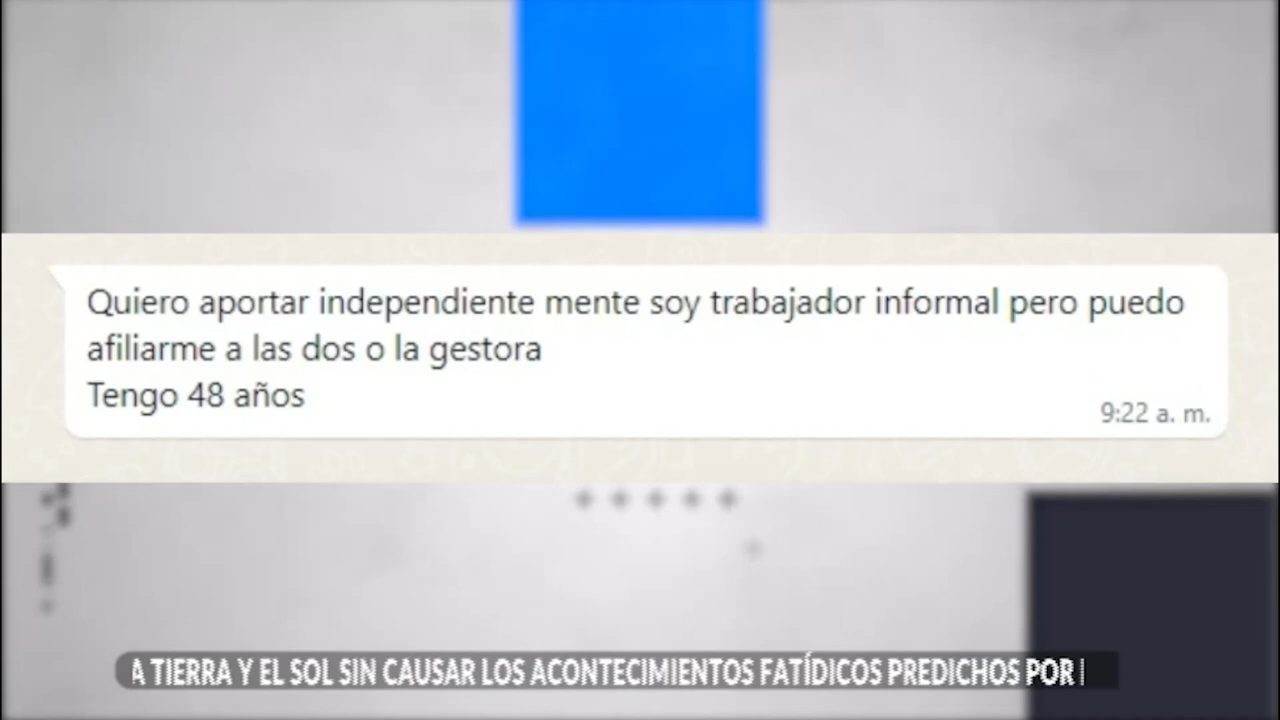 Quiero aportar independiente mente soy trabajador informal pero puedo
afiliarme a las dos o la gestora
Tengo 48 años
9:22 a. m.
A TIERRA Y EL SOL SIN CAUSAR LOS ACONTECIMIENTOS FATÍDICOS PREDICHOS POR